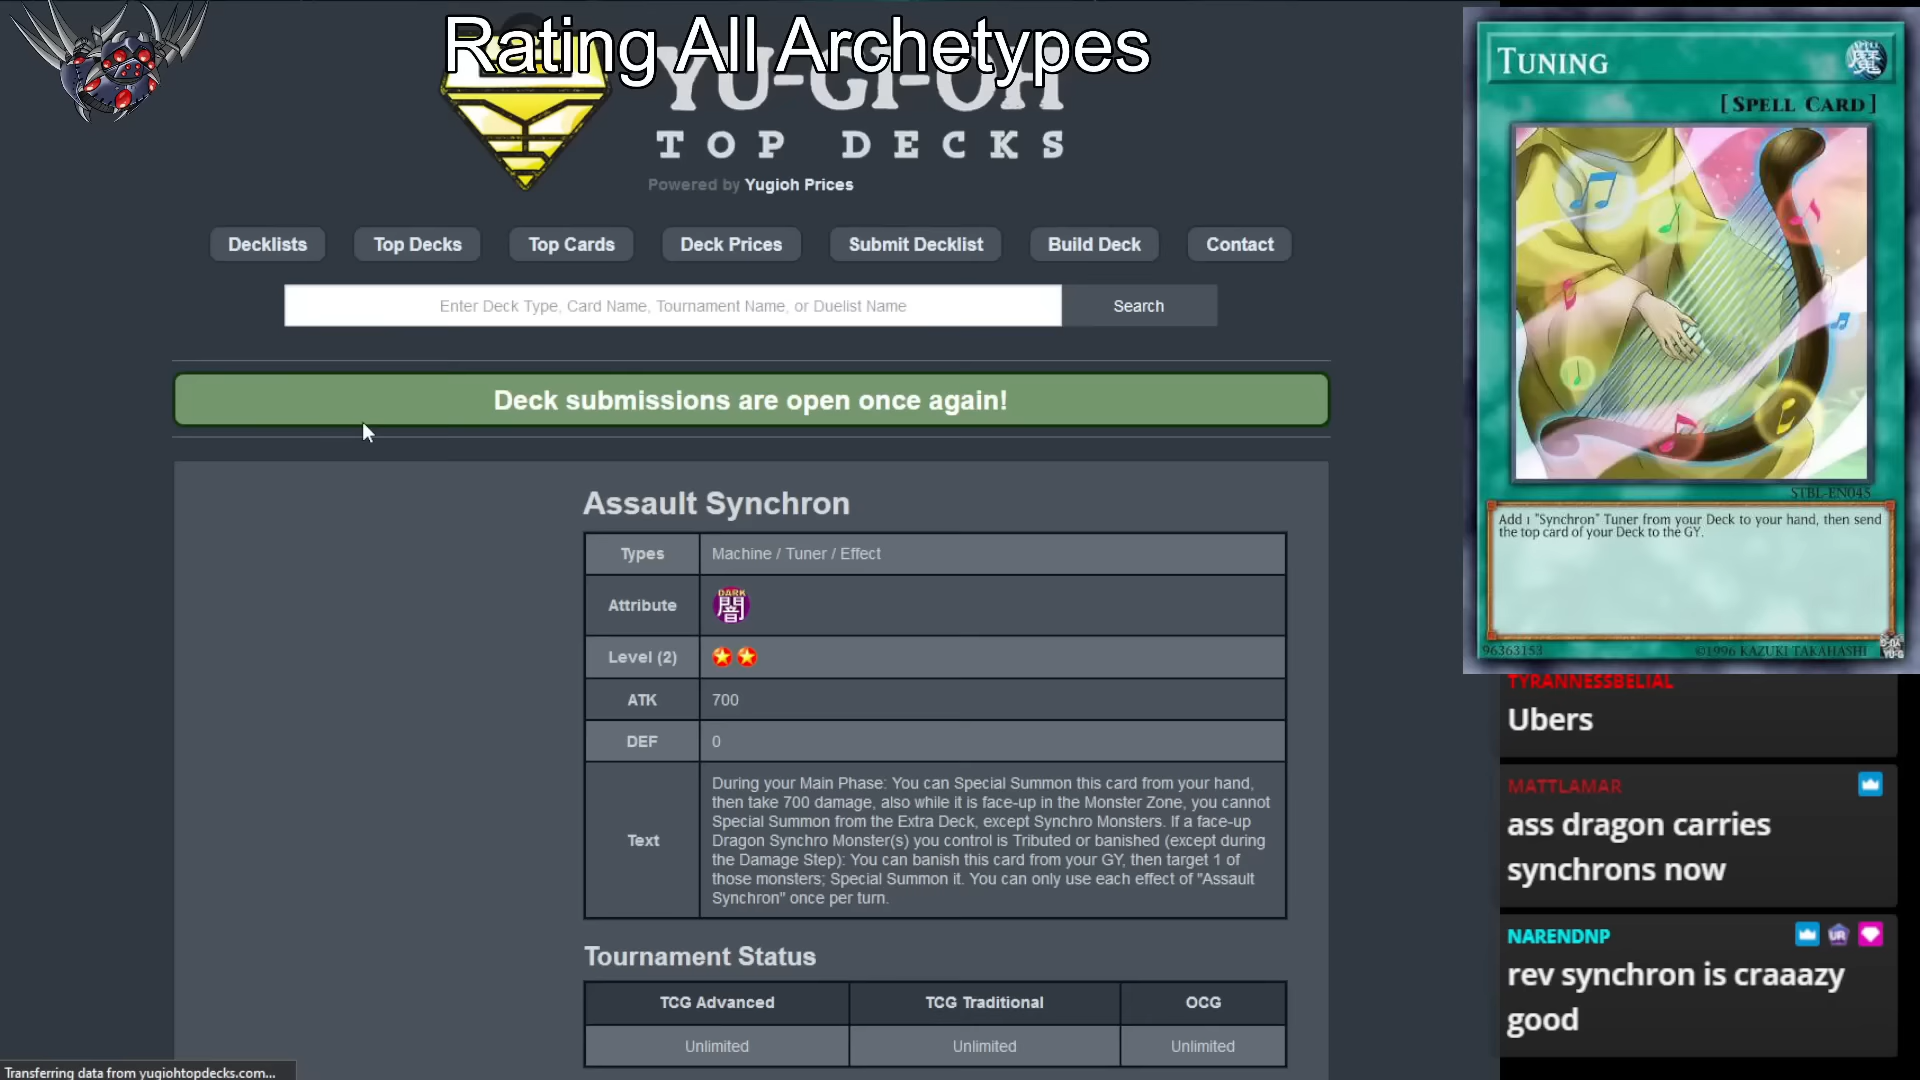 Rating All Archetypes
YU-GI-OH
TOP DECKS
Powered by Yugioh Prices
Decklists
Top Decks
Top Cards
Deck Prices
Submit Decklist
Build Deck
Contact
Enter Deck Type, Card Name, Tournament Name, or Duelist Name
Search
Deck submissions are open once again!
Assault Synchron
Types
Machine / Tuner / Effect
Attribute
DARK
闇
Level (2)
ATK
700
DEF
0
Text
During your Main Phase: You can Special Summon this card from your hand,
then take 700 damage, also while it is face-up in the Monster Zone, you cannot
Special Summon from the Extra Deck, except Synchro Monsters. If a face-up
Dragon Synchro Monster(s) you control is Tributed or banished (except during
the Damage Step): You can banish this card from your GY, then target 1 of
those monsters; Special Summon it. You can only use each effect of "Assault
Synchron" once per turn.
Tournament Status
TCG Advanced
TCG Traditional
OCG
Unlimited
Unlimited
Unlimited
Transferring data from yugiohtopdecks.com...
TUNING
SPELL
魔
[SPELL CARD]
STBL-EN045
Add 1 "Synchron" Tuner from your Deck to your hand, then send
the top card of your Deck to the GY.
96363153
©1996 KAZUKI TAKAHASHI
TYRANNESSBELIAL
Ubers
MATTLAMAR
ass dragon carries
synchrons now
NARENDNP
UR
rev synchron is craaazy
good